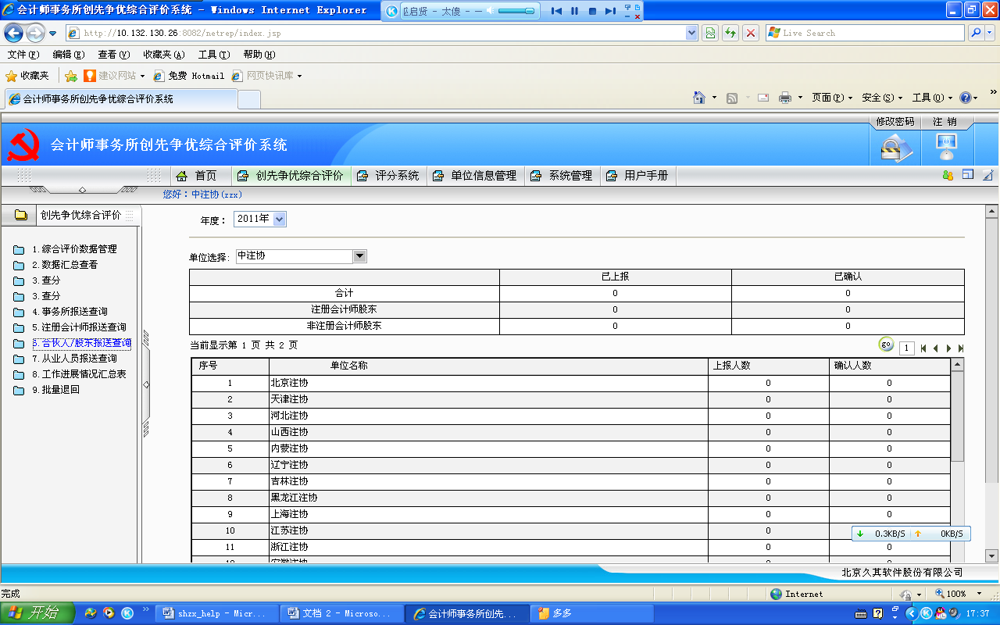 会计师事务所创先争优综合评价系统 - Windows Internet Explorer
启贤 - 太傻 - —
http://10.132.130.26:8082/netrep/index.jsp
Live Search
文件(F) 编辑(E) 查看(V) 收藏夹(A) 工具(T) 帮助(H)
收藏夹 建议网站 免费 Hotmail 网页快讯库
会计师事务所创先争优综合评价系统
页面(P) 安全(S) 工具(O)
修改密码 注 销
会计师事务所创先争优综合评价系统
首页 创先争优综合评价 评分系统 单位信息管理 系统管理 用户手册
您好：中注协(zzx)
创先争优综合评价
1.综合评价数据管理
2.数据汇总查看
3.查分
3.查分
4.事务所报送查询
5.注册会计师报送查询
6.合伙人/股东报送查询
7.从业人员报送查询
8.工作进展情况汇总表
9.批量退回
年度： 2011年
单位选择: 中注协
已上报 已确认
合计 0 0
注册会计师股东 0 0
非注册会计师股东 0 0
当前显示第 1 页 共 2 页 go 1
序号 单位名称 上报人数 确认人数
1 北京注协 0 0
2 天津注协 0 0
3 河北注协 0 0
4 山西注协 0 0
5 内蒙注协 0 0
6 辽宁注协 0 0
7 吉林注协 0 0
8 黑龙江注协 0 0
9 上海注协 0 0
10 江苏注协 0
11 浙江注协 0 0
12 安徽注协 0 0
0.3KB/S 0KB/S
北京久其软件股份有限公司
完成 Internet 100%
开始 shzx_help - Micr... 文档 2 - Microso... 会计师事务所创先... 多多 17:37